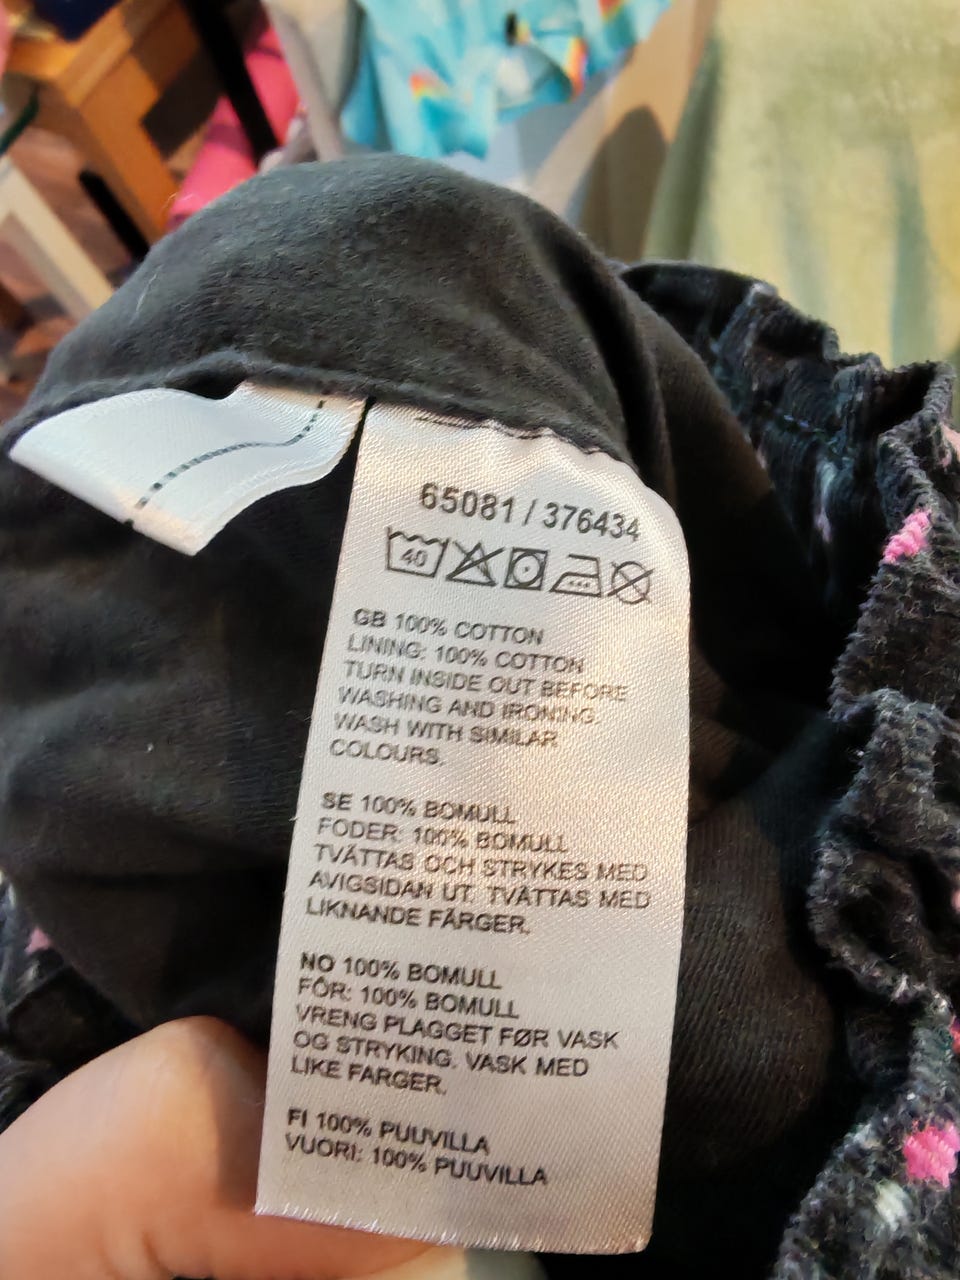 65081 / 376434
40
GB 100% COTTON
LINING: 100% COTTON
TURN INSIDE OUT BEFORE
WASHING AND IRONING.
WASH WITH SIMILAR
COLOURS.
SE 100% BOMULL
FODER: 100% BOMULL
TVÄTTAS OCH STRYKES MED
AVIGSIDAN UT. TVÄTTAS MED
LIKNANDE FÄRGER.
NO 100% BOMULL
FÔR: 100% BOMULL
VRENG PLAGGET FØR VASK
OG STRYKING. VASK MED
LIKE FARGER.
FI 100% PUUVILLA
VUORI: 100% PUUVILLA